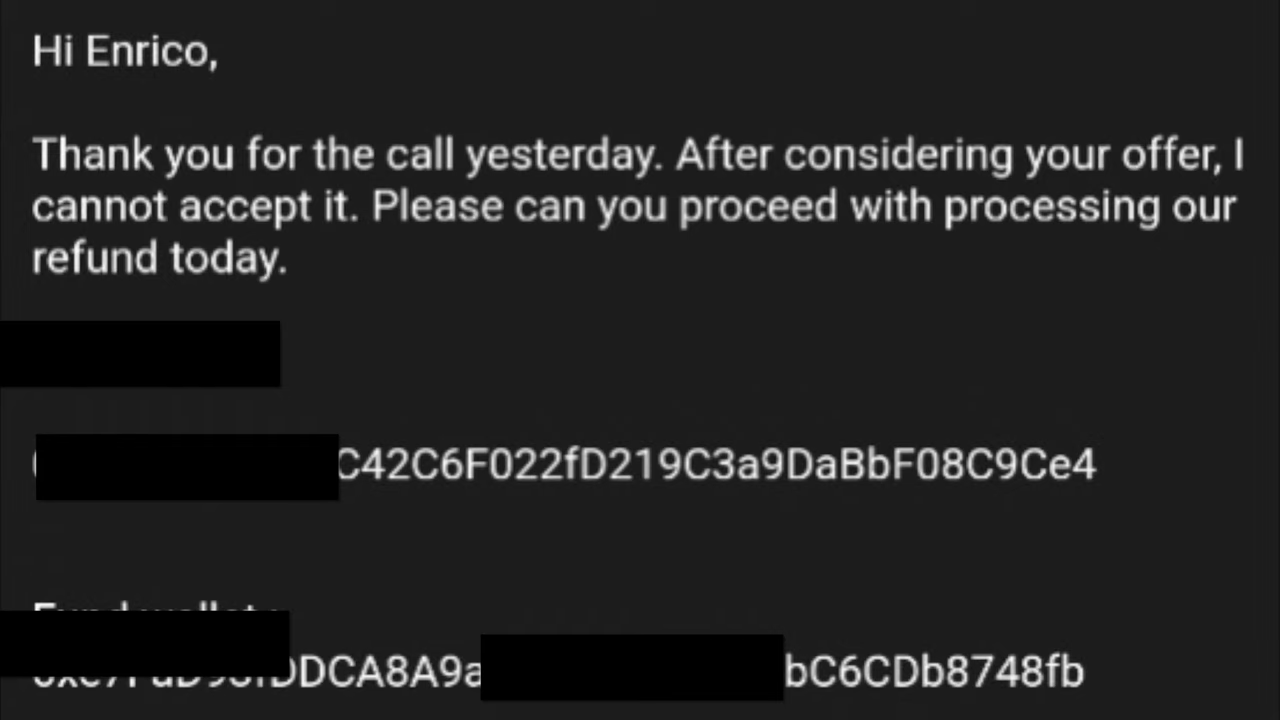 Hi Enrico,
Thank you for the call yesterday. After considering your offer, I
cannot accept it. Please can you proceed with processing our
refund today.
C42C6F022fD219C3a9DaBbF08C9Ce4
DDCA8A9a
bC6CDb8748fb